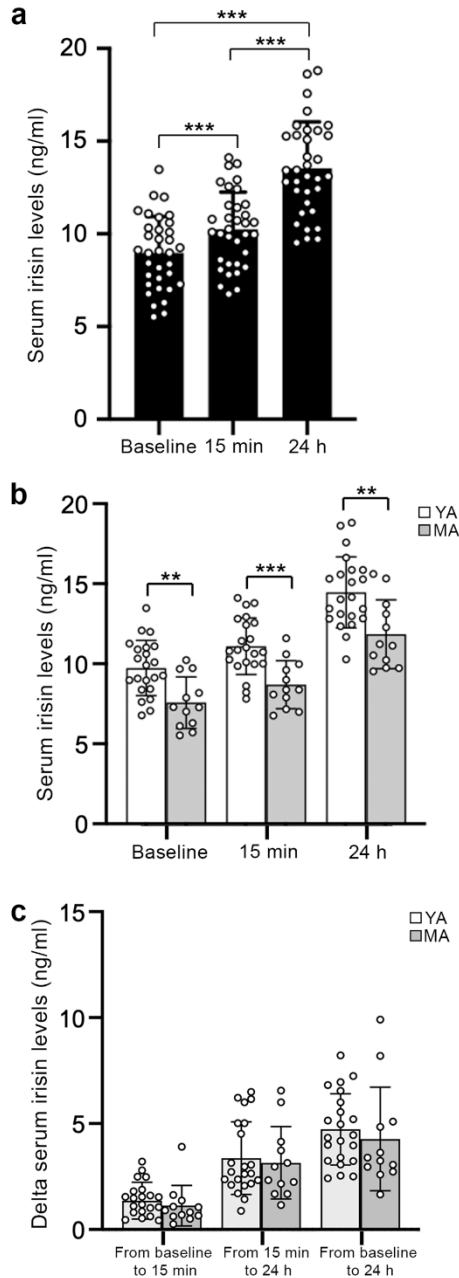 a
***
***
***
20
15
10
5
0
Serum irisin levels (ng/ml)
Baseline
15 min
24 h
b
**
***
**
YA
MA
20
15
10
5
0
Serum irisin levels (ng/ml)
Baseline
15 min
24 h
c
YA
MA
15
10
5
0
Delta serum irisin levels (ng/ml)
From baseline
to 15 min
From 15 min
to 24 h
From baseline
to 24 h